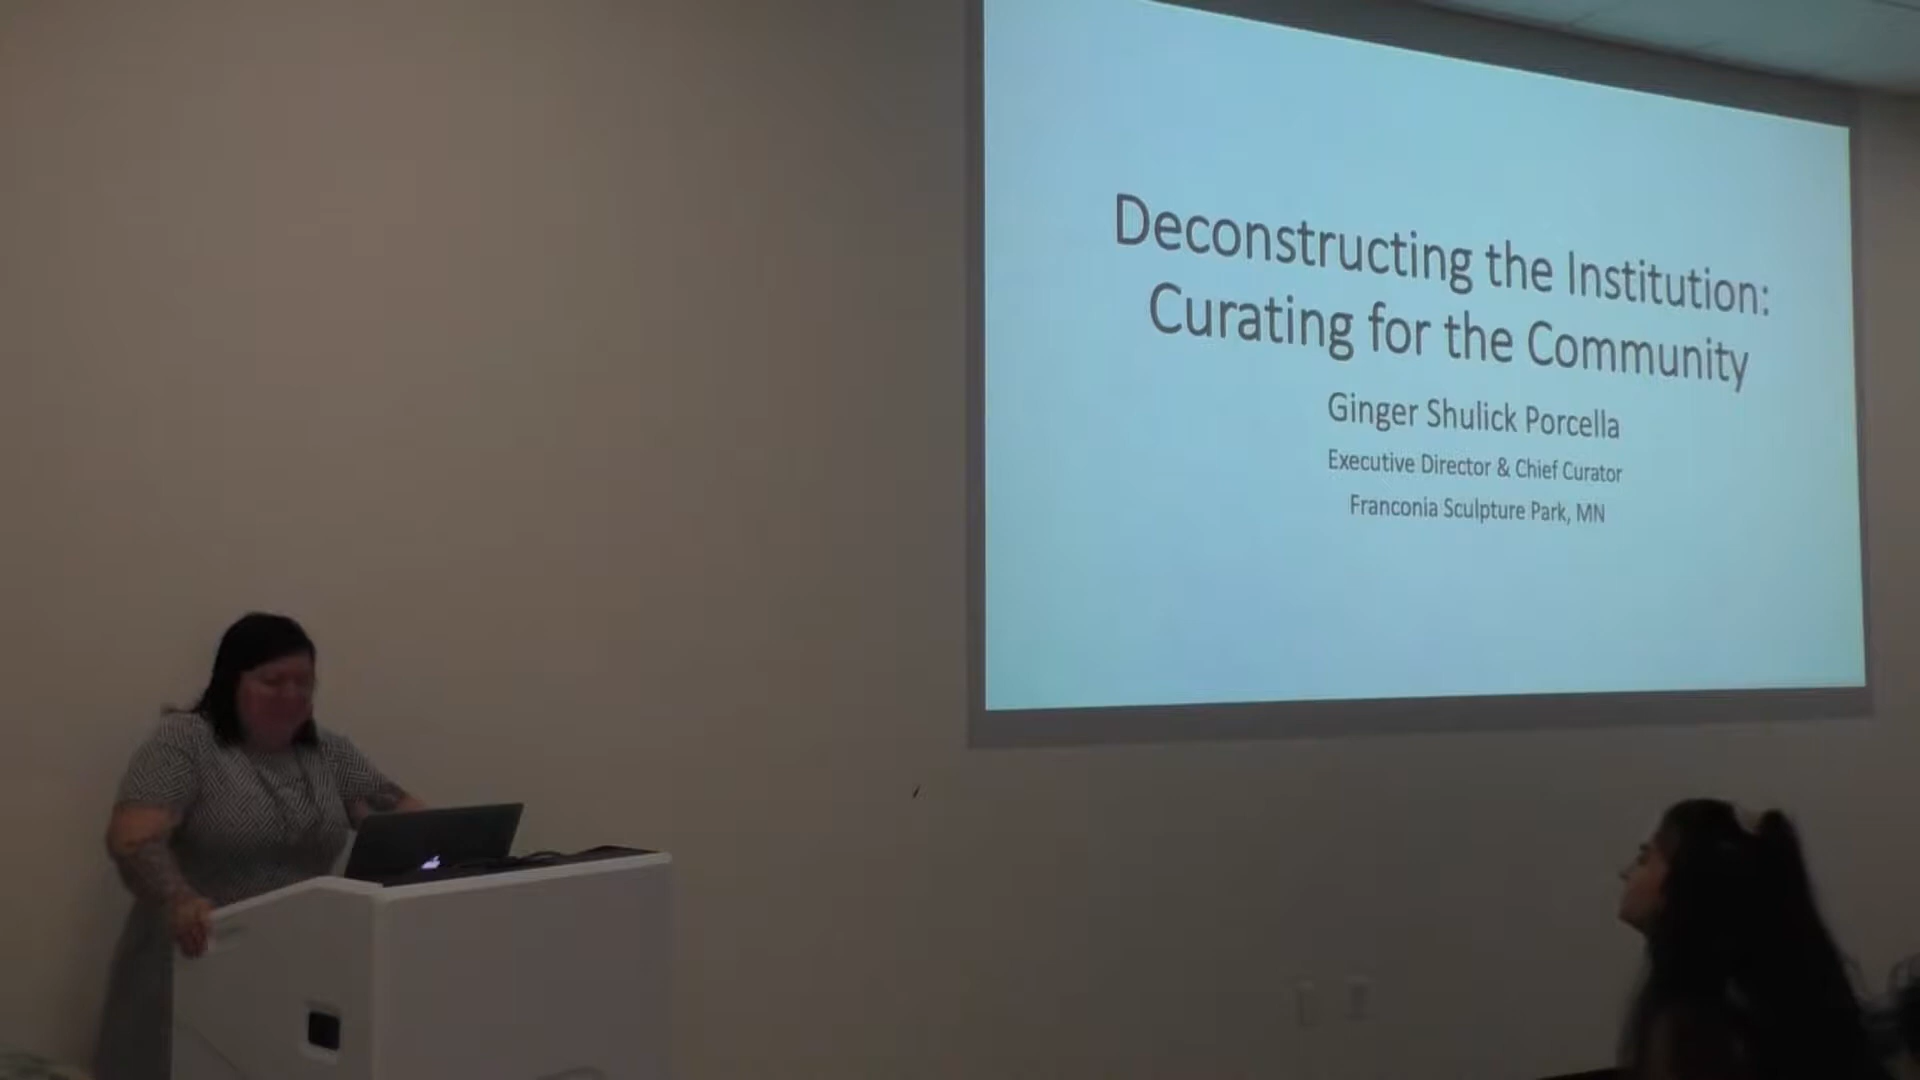 Deconstructing the Institution:
Curating for the Community
Ginger Shulick Porcella
Executive Director & Chief Curator
Franconia Sculpture Park, MN